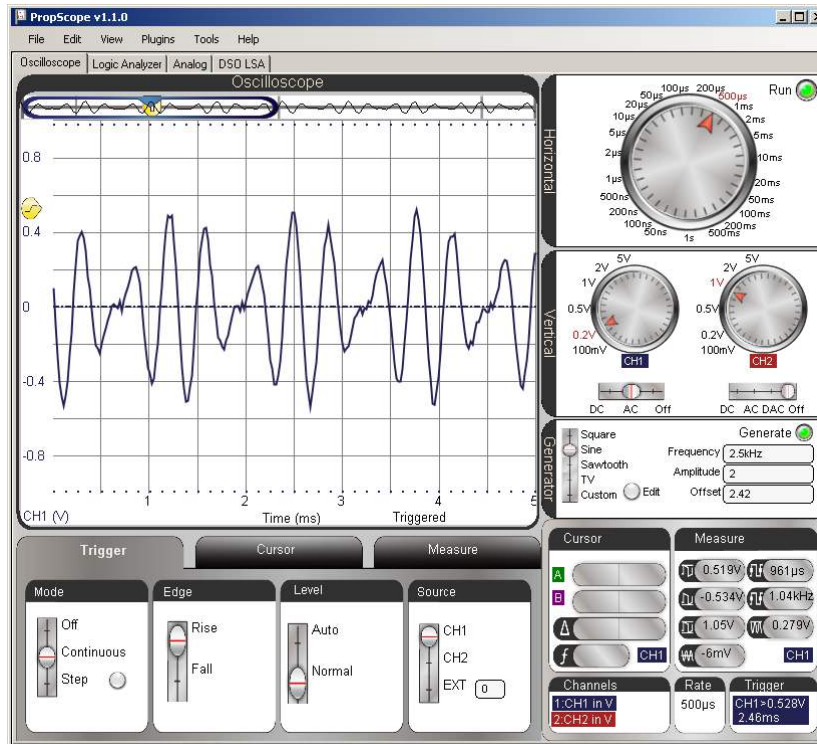 PropScope v1.1.0
File Edit View Plugins Tools Help
Oscilloscope Logic Analyzer Analog DSO LSA
Oscilloscope
0.8
0.4
0
-0.4
-0.8
1 2 3 4 5
CH1 (V) Time (ms) Triggered
Horizontal
Run
50ns
100ns
200ns
500ns
1µs
2µs
5µs
10µs
20µs
50µs
100µs
200µs
500µs
1ms
2ms
5ms
10ms
20ms
50ms
100ms
200ms
500ms
1s
Vertical
5V
2V
1V
0.5V
0.2V
100mV
CH1
DC AC Off
5V
2V
1V
0.5V
0.2V
100mV
CH2
DC AC DAC Off
Generator
Square
Sine
Sawtooth
TV
Custom Edit
Generate
Frequency 2.5kHz
Amplitude 2
Offset 2.42
Trigger Cursor Measure
Mode
Off
Continuous
Step
Edge
Rise
Fall
Level
Auto
Normal
Source
CH1
CH2
EXT 0
Cursor
A
B
Δ
f CH1
Measure
0.519V 961µs
-0.534V 1.04kHz
1.05V 0.279V
-6mV CH1
Channels
1:CH1 in V
2:CH2 in V
Rate
500µs
Trigger
CH1>0.528V
2.46ms